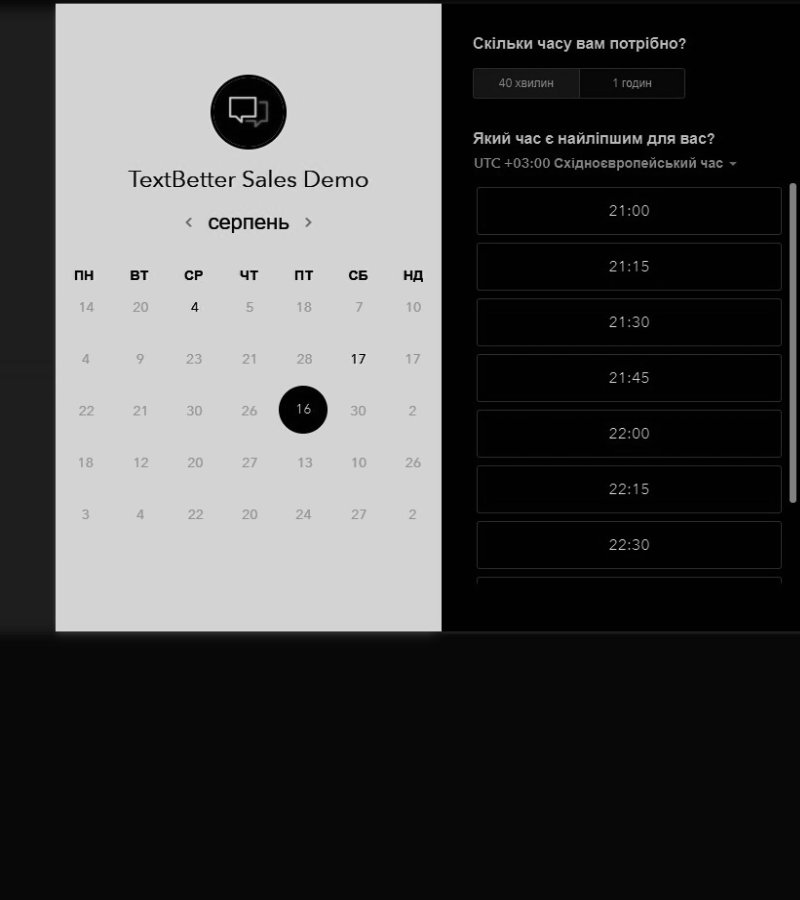 TextBetter Sales Demo
серпень
ПН ВТ СР ЧТ ПТ СБ НД
14 20 4 5 18 7 10
4 9 23 21 28 17 17
22 21 30 26 16 30 2
18 12 20 27 13 10 26
3 4 22 20 24 27 2
Скільки часу вам потрібно?
40 хвилин 1 годин
Який час є найліпшим для вас?
UTC +03:00 Східноєвропейський час
21:00
21:15
21:30
21:45
22:00
22:15
22:30